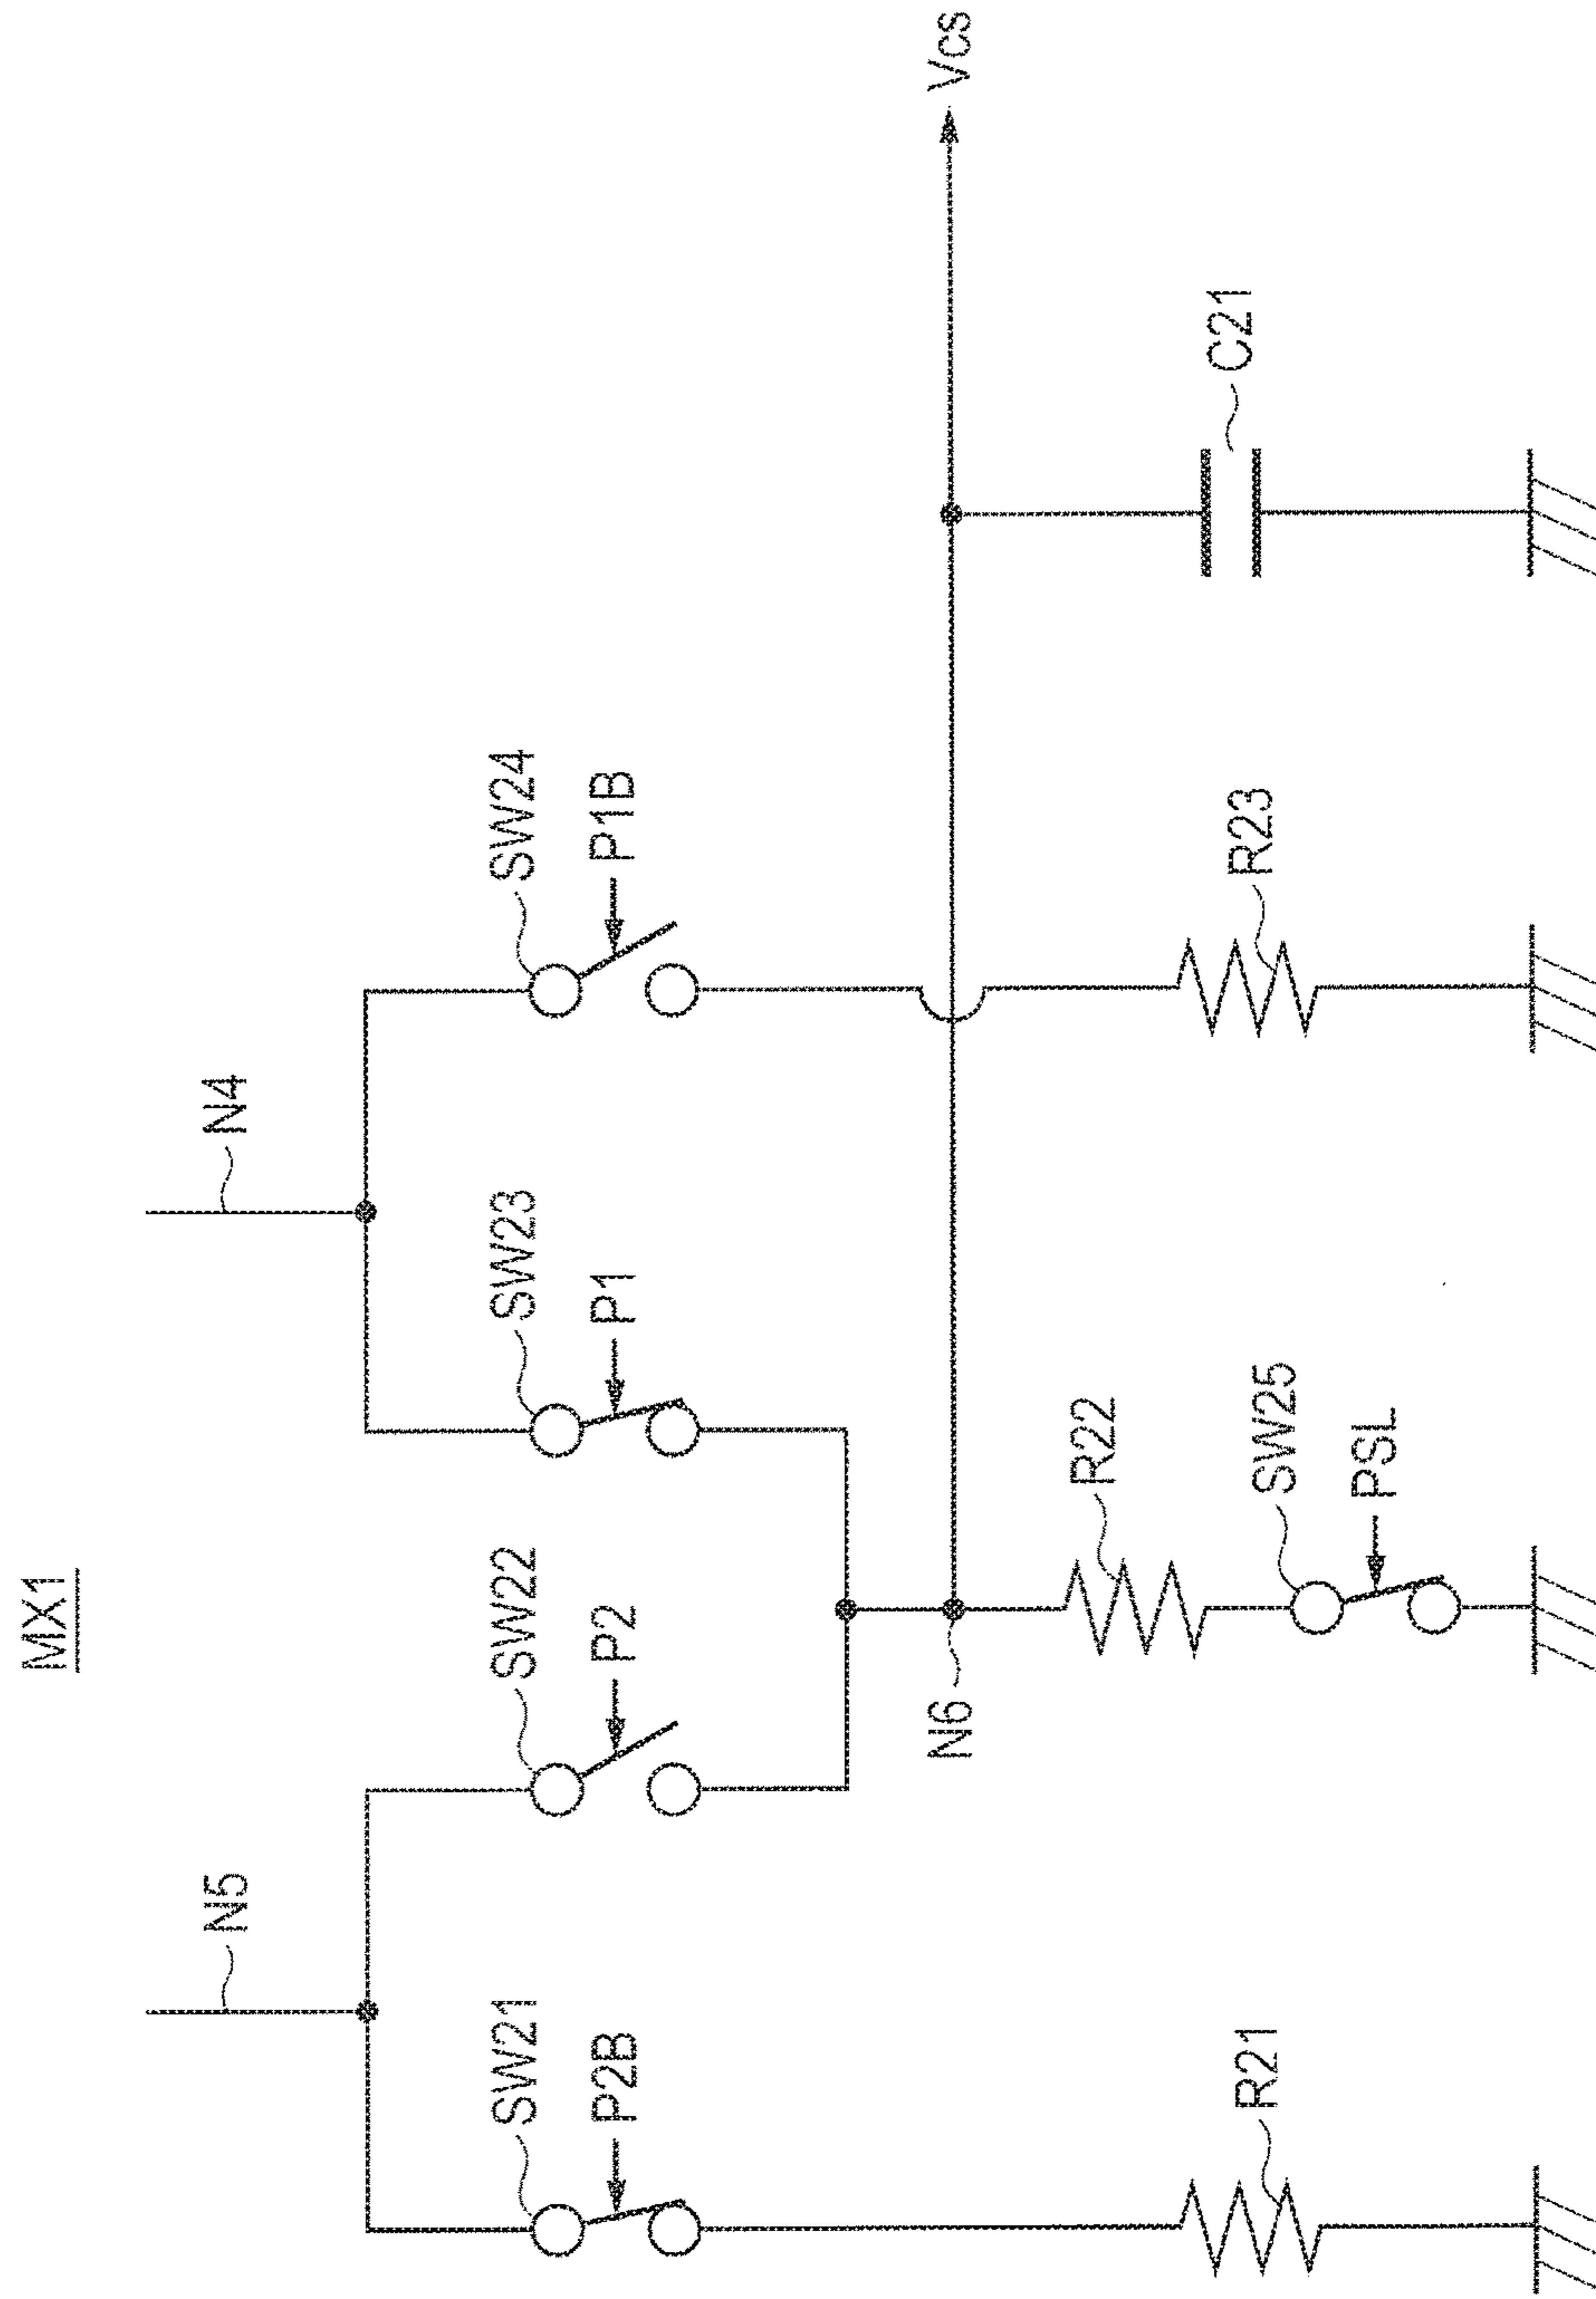 MX1
N5
N4
SW21
P2B
SW22
P2
SW23
P1
SW24
P1B
N6
Vcs
R21
R22
SW25
PSL
R23
C21